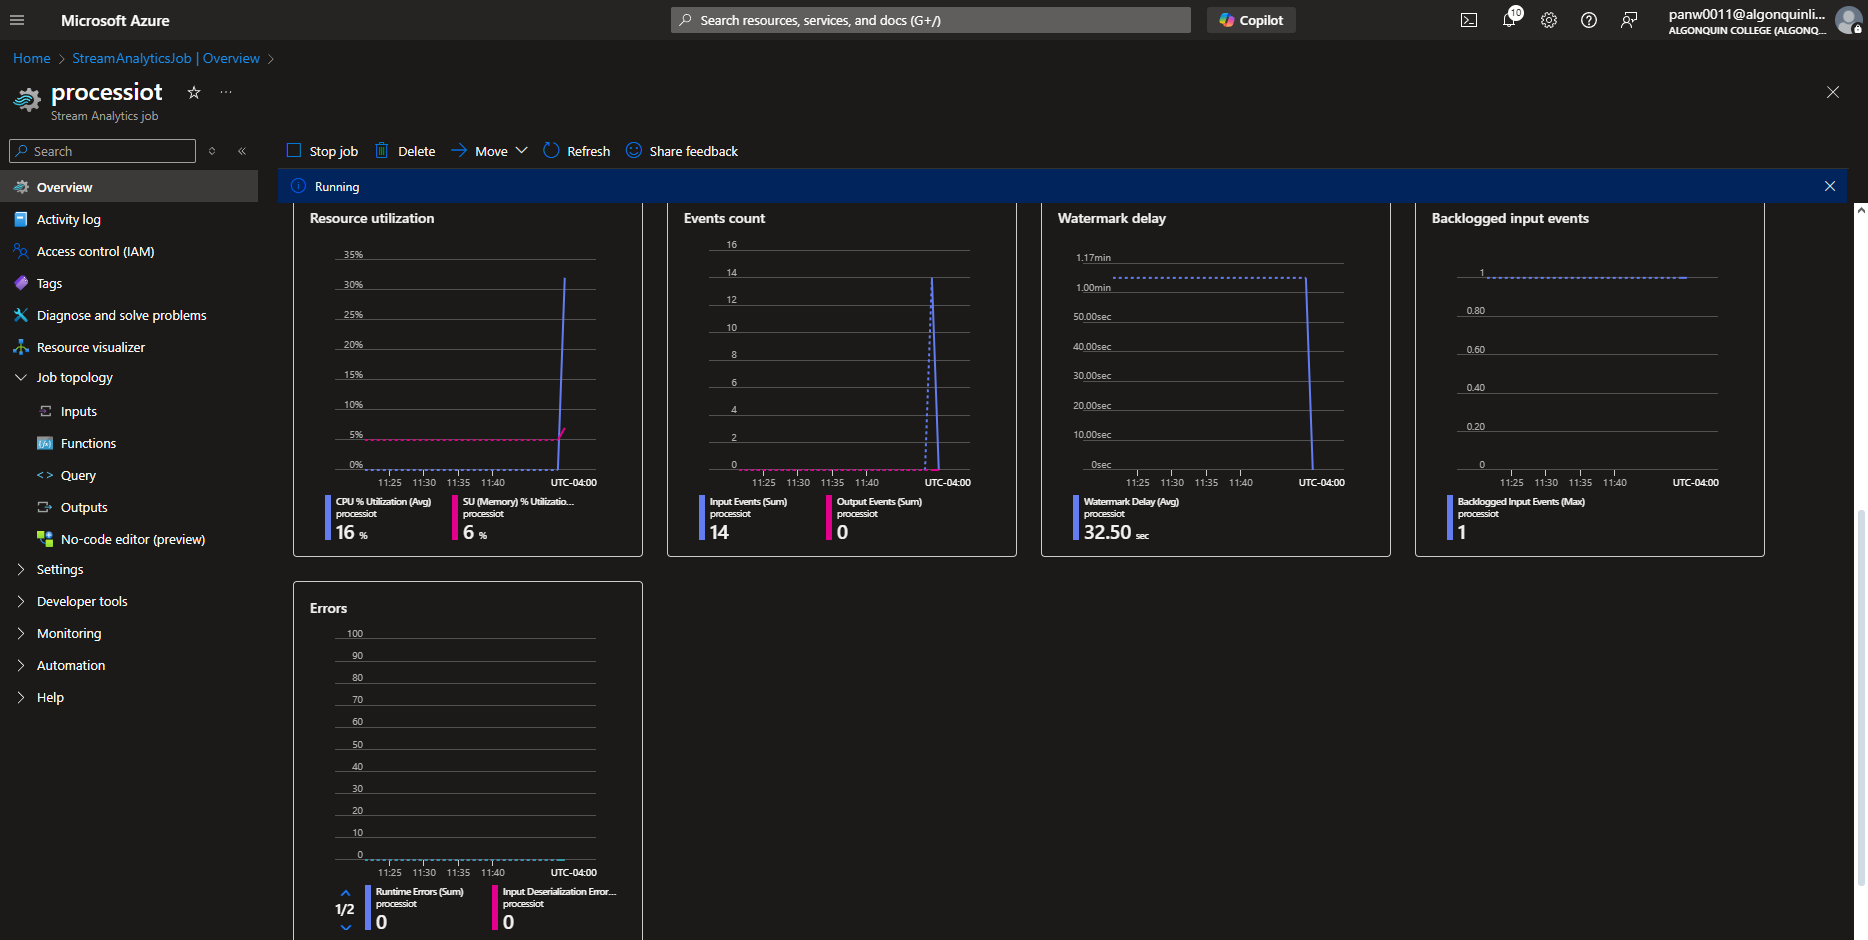 Microsoft Azure
Search resources, services, and docs (G+/)
Copilot
10
panw0011@algonquinli...
ALGONQUIN COLLEGE (ALGONQ...
Home > StreamAnalyticsJob | Overview >
processiot
Stream Analytics job
Search
Stop job
Delete
Move
Refresh
Share feedback
Running
Overview
Activity log
Access control (IAM)
Tags
Diagnose and solve problems
Resource visualizer
Job topology
Inputs
Functions
Query
Outputs
No-code editor (preview)
Settings
Developer tools
Monitoring
Automation
Help
Resource utilization
35%
30%
25%
20%
15%
10%
5%
0%
11:25 11:30 11:35 11:40 UTC-04:00
CPU % Utilization (Avg)
processiot
16 %
SU (Memory) % Utilizatio...
processiot
6 %
Events count
16
14
12
10
8
6
4
2
0
11:25 11:30 11:35 11:40 UTC-04:00
Input Events (Sum)
processiot
14
Output Events (Sum)
processiot
0
Watermark delay
1.17min
1.00min
50.00sec
40.00sec
30.00sec
20.00sec
10.00sec
0sec
11:25 11:30 11:35 11:40 UTC-04:00
Watermark Delay (Avg)
processiot
32.50 sec
Backlogged input events
1
0.80
0.60
0.40
0.20
0
11:25 11:30 11:35 11:40 UTC-04:00
Backlogged Input Events (Max)
processiot
1
Errors
100
90
80
70
60
50
40
30
20
10
0
11:25 11:30 11:35 11:40 UTC-04:00
1/2
Runtime Errors (Sum)
processiot
0
Input Deserialization Error...
processiot
0